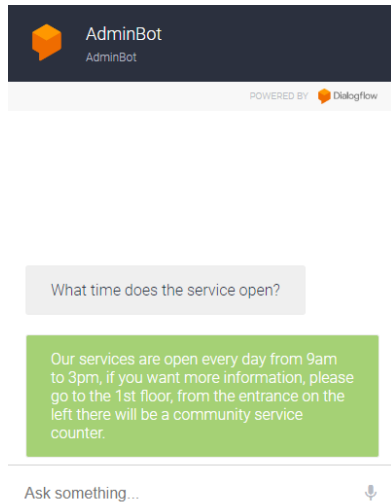 AdminBot
AdminBot
POWERED BY Dialogflow
What time does the service open?
Our services are open every day from 9am
to 3pm, if you want more information, please
go to the 1st floor, from the entrance on the
left there will be a community service
counter.
Ask something...